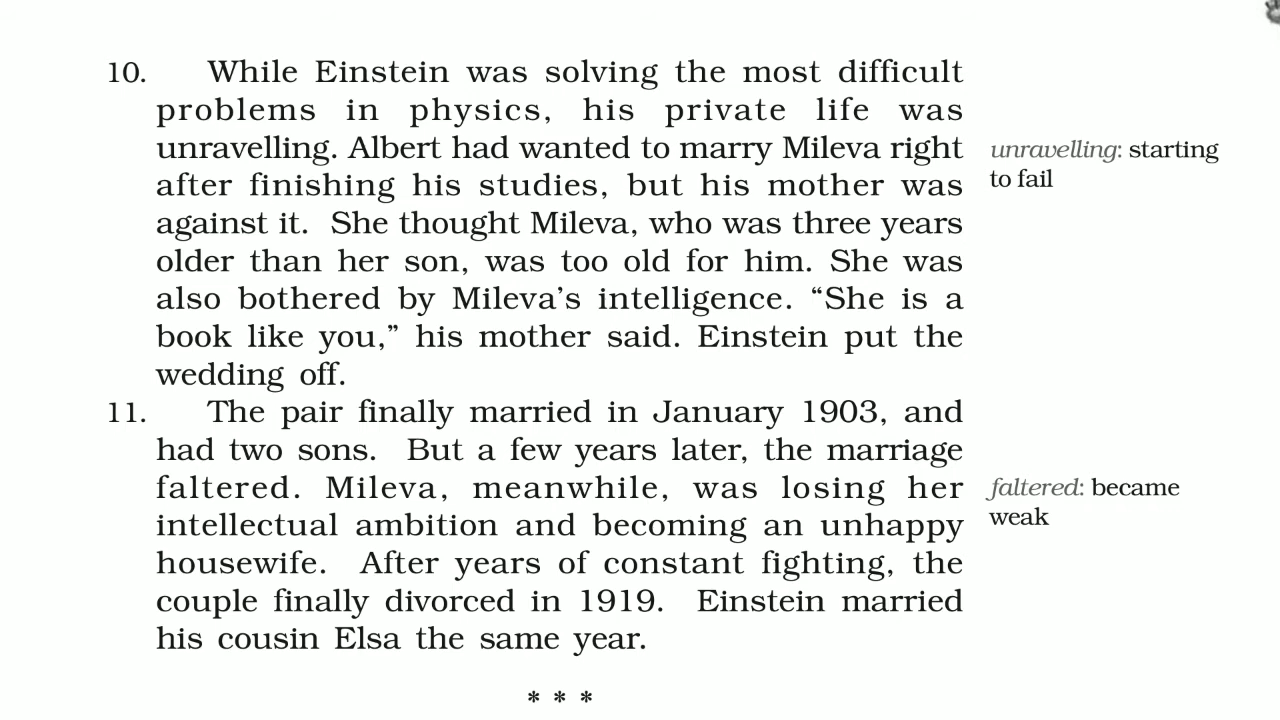 10. While Einstein was solving the most difficult
problems in physics, his private life was
unravelling. Albert had wanted to marry Mileva right
after finishing his studies, but his mother was
against it. She thought Mileva, who was three years
older than her son, was too old for him. She was
also bothered by Mileva’s intelligence. “She is a
book like you,” his mother said. Einstein put the
wedding off.
unravelling: starting
to fail
11. The pair finally married in January 1903, and
had two sons. But a few years later, the marriage
faltered. Mileva, meanwhile, was losing her
intellectual ambition and becoming an unhappy
housewife. After years of constant fighting, the
couple finally divorced in 1919. Einstein married
his cousin Elsa the same year.
faltered: became
weak
* * *